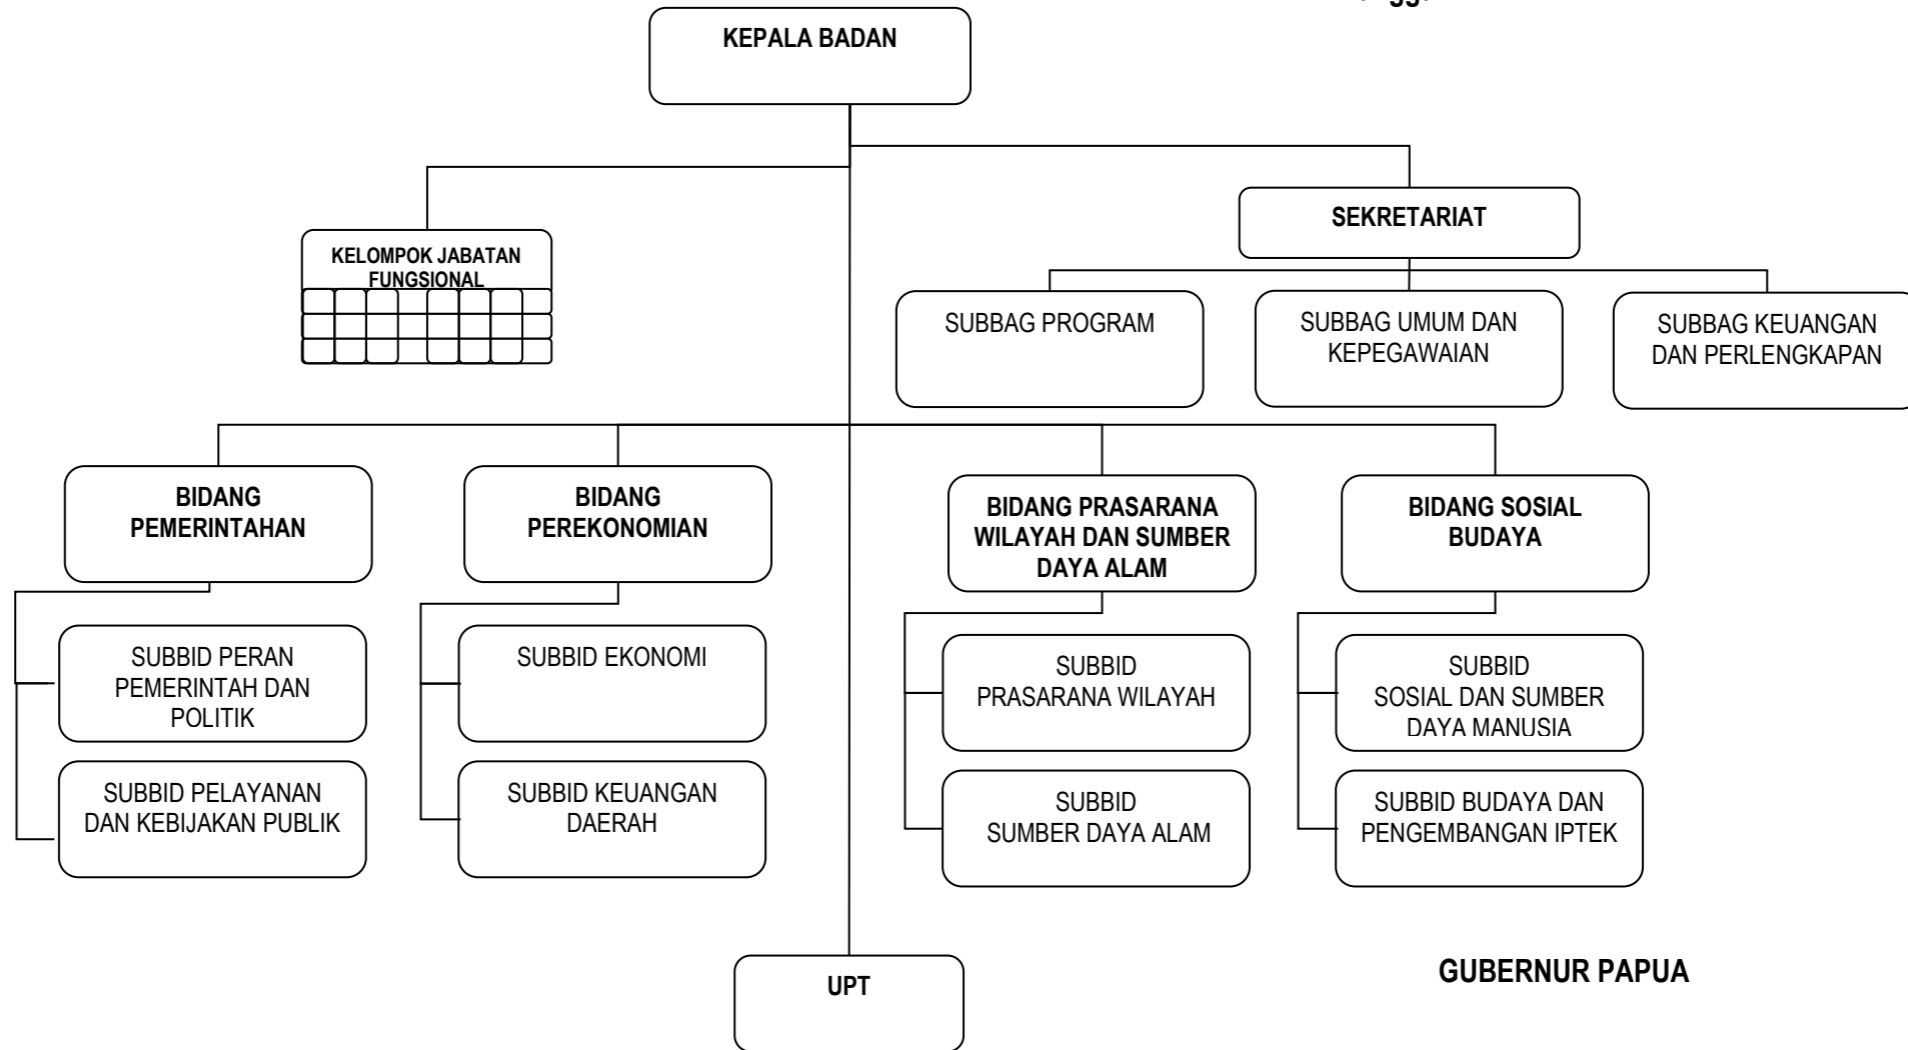 KEPALA BADAN
SEKRETARIAT
KELOMPOK JABATAN
FUNGSIONAL
SUBBAG PROGRAM
SUBBAG UMUM DAN
KEPEGAWAIAN
SUBBAG KEUANGAN
DAN PERLENGKAPAN
BIDANG
PEMERINTAHAN
BIDANG
PEREKONOMIAN
BIDANG PRASARANA
WILAYAH DAN SUMBER
DAYA ALAM
BIDANG SOSIAL
BUDAYA
SUBBID PERAN
PEMERINTAH DAN
POLITIK
SUBBID EKONOMI
SUBBID
PRASARANA WILAYAH
SUBBID
SOSIAL DAN SUMBER
DAYA MANUSIA
SUBBID PELAYANAN
DAN KEBIJAKAN PUBLIK
SUBBID KEUANGAN
DAERAH
SUBBID
SUMBER DAYA ALAM
SUBBID BUDAYA DAN
PENGEMBANGAN IPTEK
UPT
GUBERNUR PAPUA